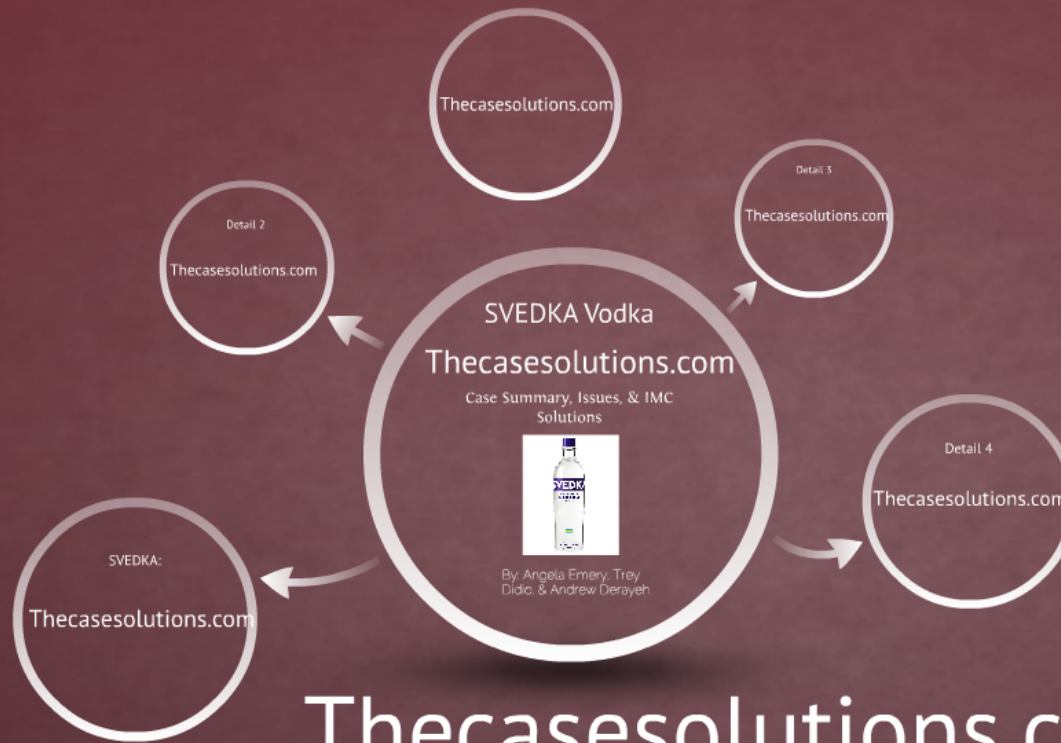 Thecasesolutions.com
Detail 3
Thecasesolutions.com
Detail 2
Thecasesolutions.com
SVEDKA Vodka
Thecasesolutions.com
Case Summary, Issues, & IMC
Solutions
SVEDKA
By: Angela Emery, Trey
Didic, & Andrew Derayeh
Detail 4
Thecasesolutions.com
SVEDKA:
Thecasesolutions.com
Thecasesolutions.c